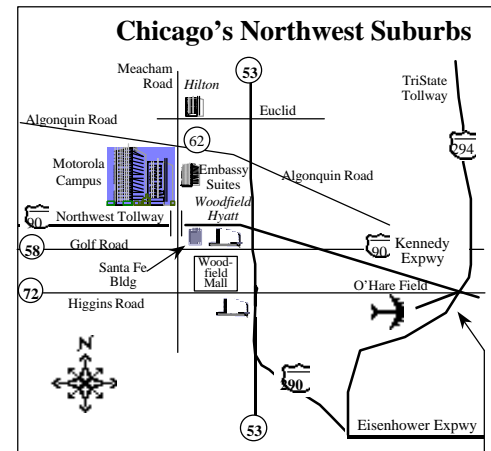 Chicago's Northwest Suburbs
Meacham
Road
Hilton
53
TriState
Tollway
Euclid
Algonquin Road
62
294
Motorola
Campus
Embassy
Suites
Algonquin Road
Woodfield
Hyatt
90
Northwest Tollway
58
Golf Road
90
Kennedy
Expwy
Santa Fe
Bldg
Wood-
field
Mall
72
Higgins Road
O'Hare Field
N
290
53
Eisenhower Expwy